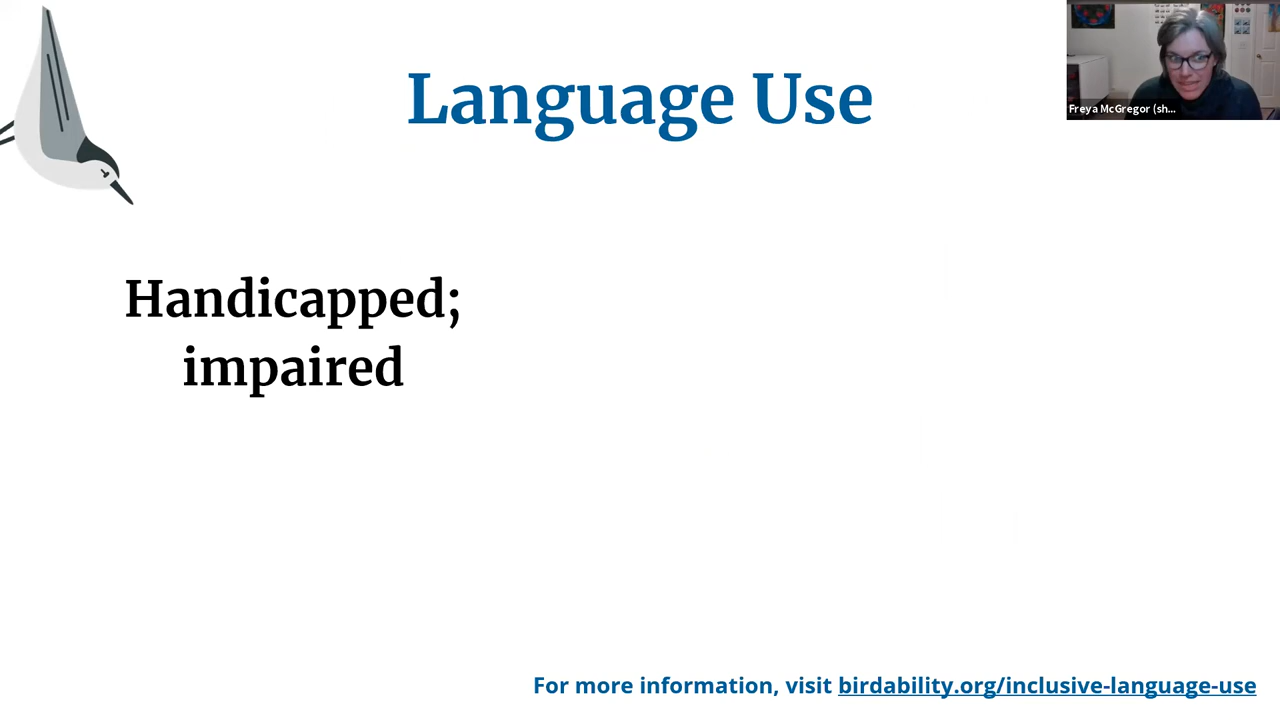 Language Use
Freya McGregor (sh...
Handicapped;
impaired
For more information, visit birdability.org/inclusive-language-use